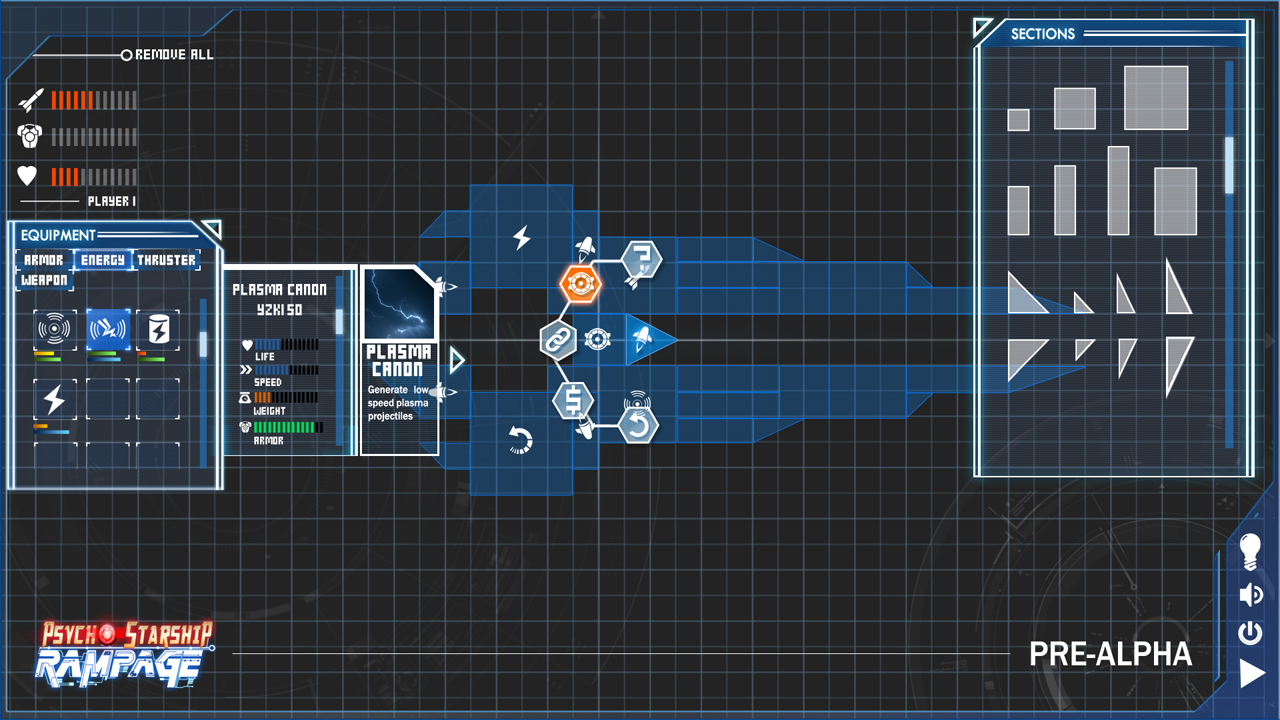 REMOVE ALL
PLAYER 1
EQUIPMENT
ARMOR ENERGY THRUSTER
WEAPON
PLASMA CANON
YZK150
LIFE
SPEED
WEIGHT
ARMOR
PLASMA
CANON
Generate low
speed plasma
projectiles
SECTIONS
PSYCHO STARSHIP
RAMPAGE
PRE-ALPHA